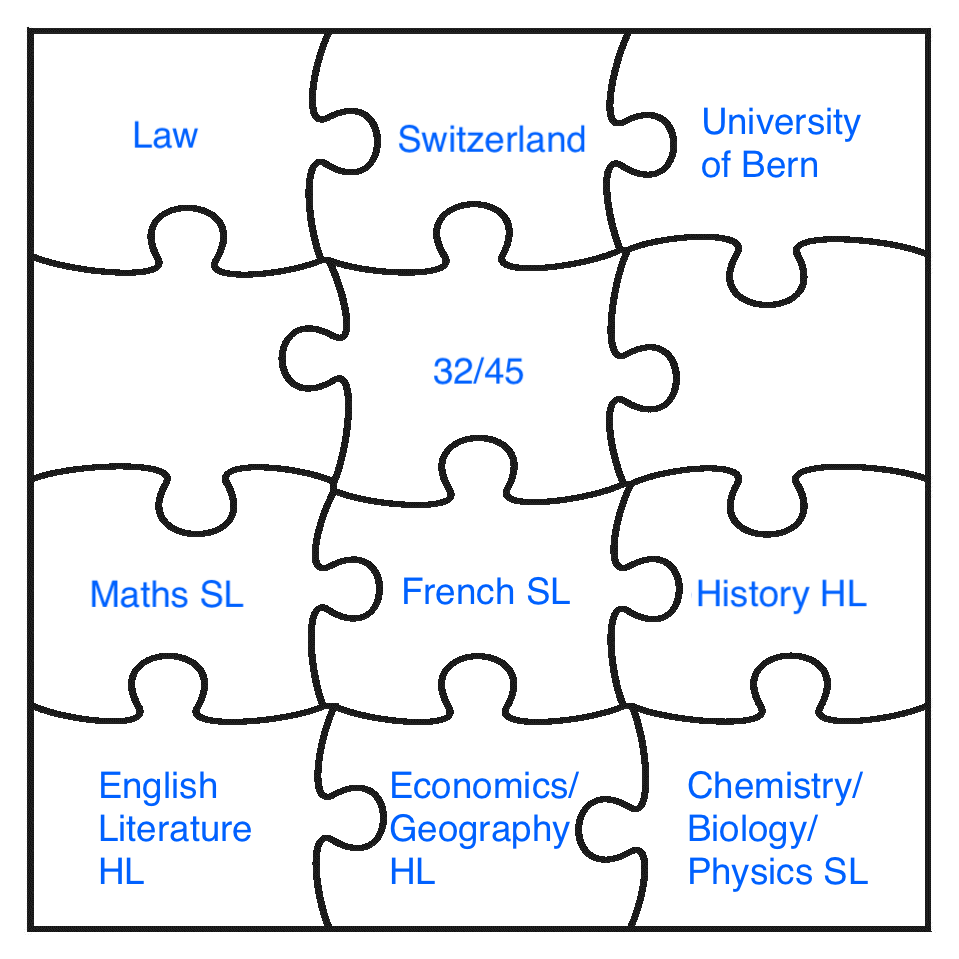 Law
Switzerland
University
of Bern
32/45
Maths SL
French SL
History HL
English
Literature
HL
Economics/
Geography
HL
Chemistry/
Biology/
Physics SL